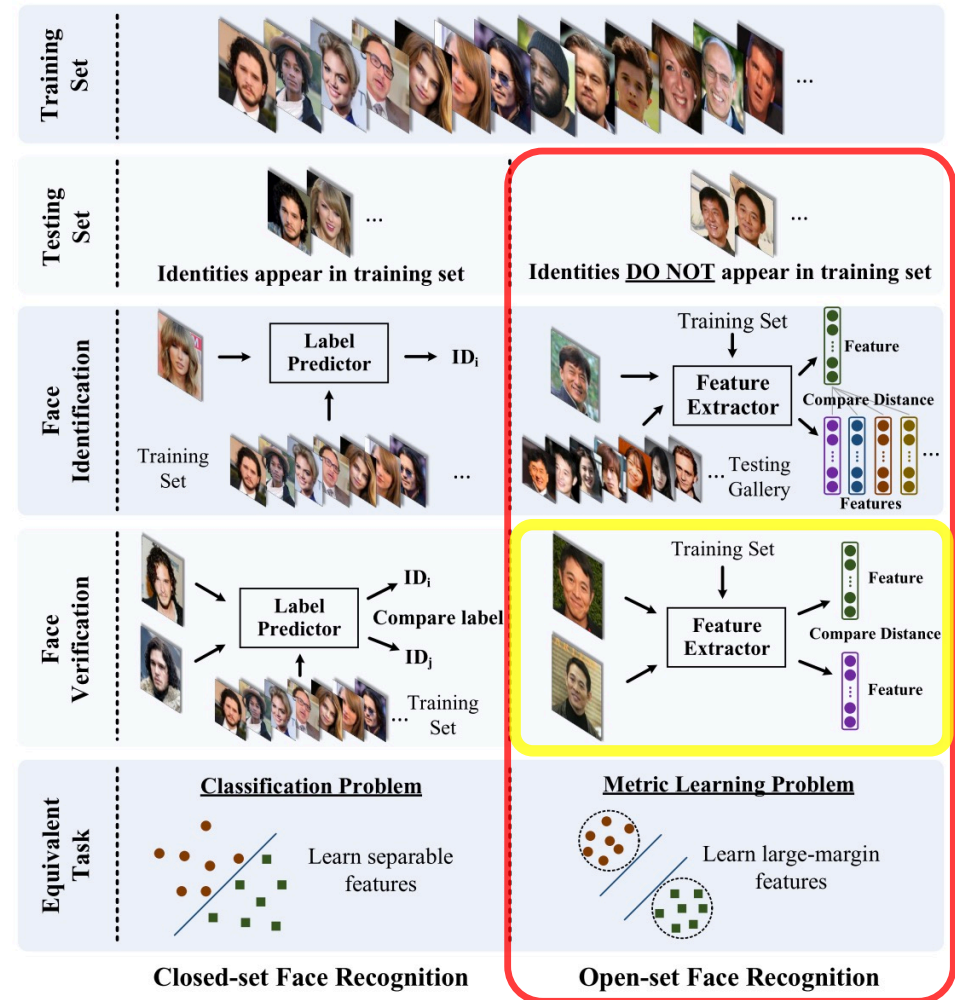 Training
Set
...
Testing
Set
...
Identities appear in training set
...
Identities DO NOT appear in training set
Face
Identification
Label
Predictor
IDi
Training
Set
...
Training Set
Feature
Extractor
Feature
Compare Distance
...
Testing
Gallery
...
Features
Face
Verification
Label
Predictor
IDi
Compare label
IDj
...
Training
Set
Training Set
Feature
Extractor
Feature
Compare Distance
Feature
Equivalent
Task
Classification Problem
Learn separable
features
Metric Learning Problem
Learn large-margin
features
Closed-set Face Recognition
Open-set Face Recognition